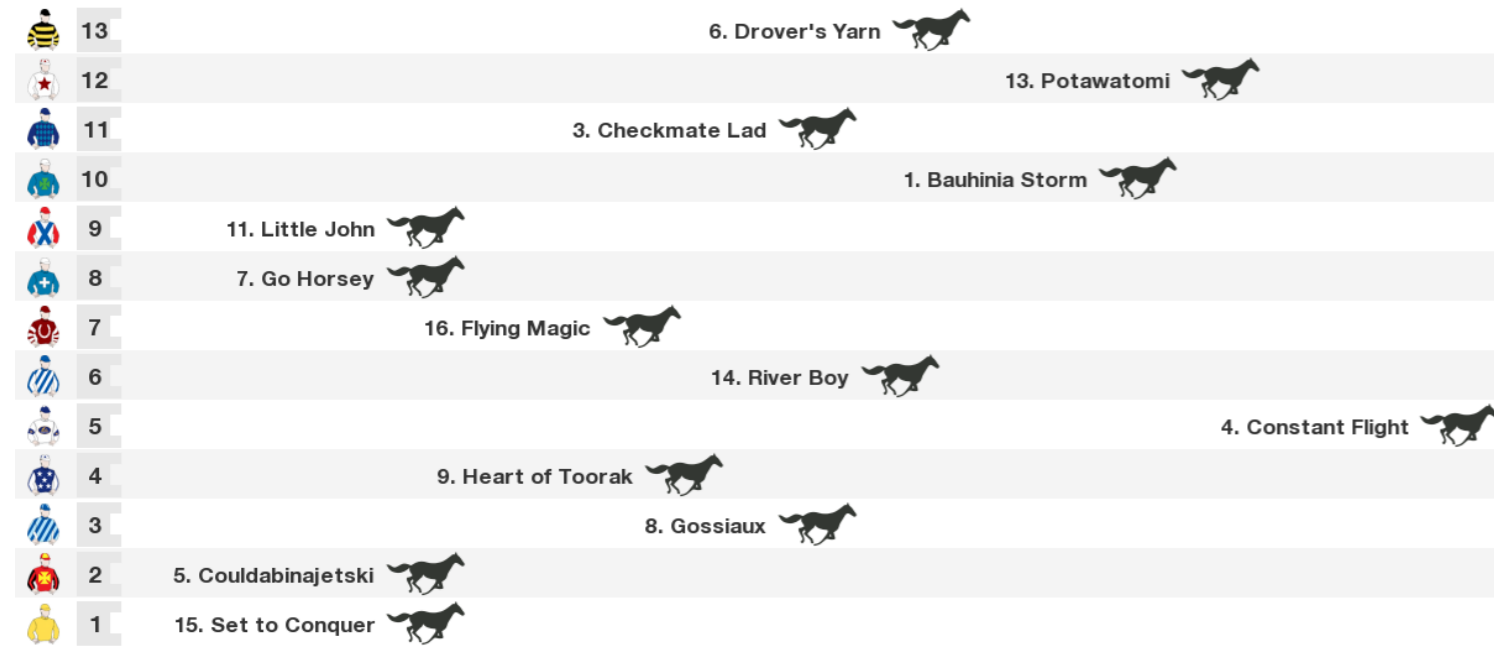 13 6. Drover's Yarn
12 13. Potawatomi
11 3. Checkmate Lad
10 1. Bauhinia Storm
9 11. Little John
8 7. Go Horsey
7 16. Flying Magic
6 14. River Boy
5 4. Constant Flight
4 9. Heart of Toorak
3 8. Gossiaux
2 5. Couldabinajetski
1 15. Set to Conquer